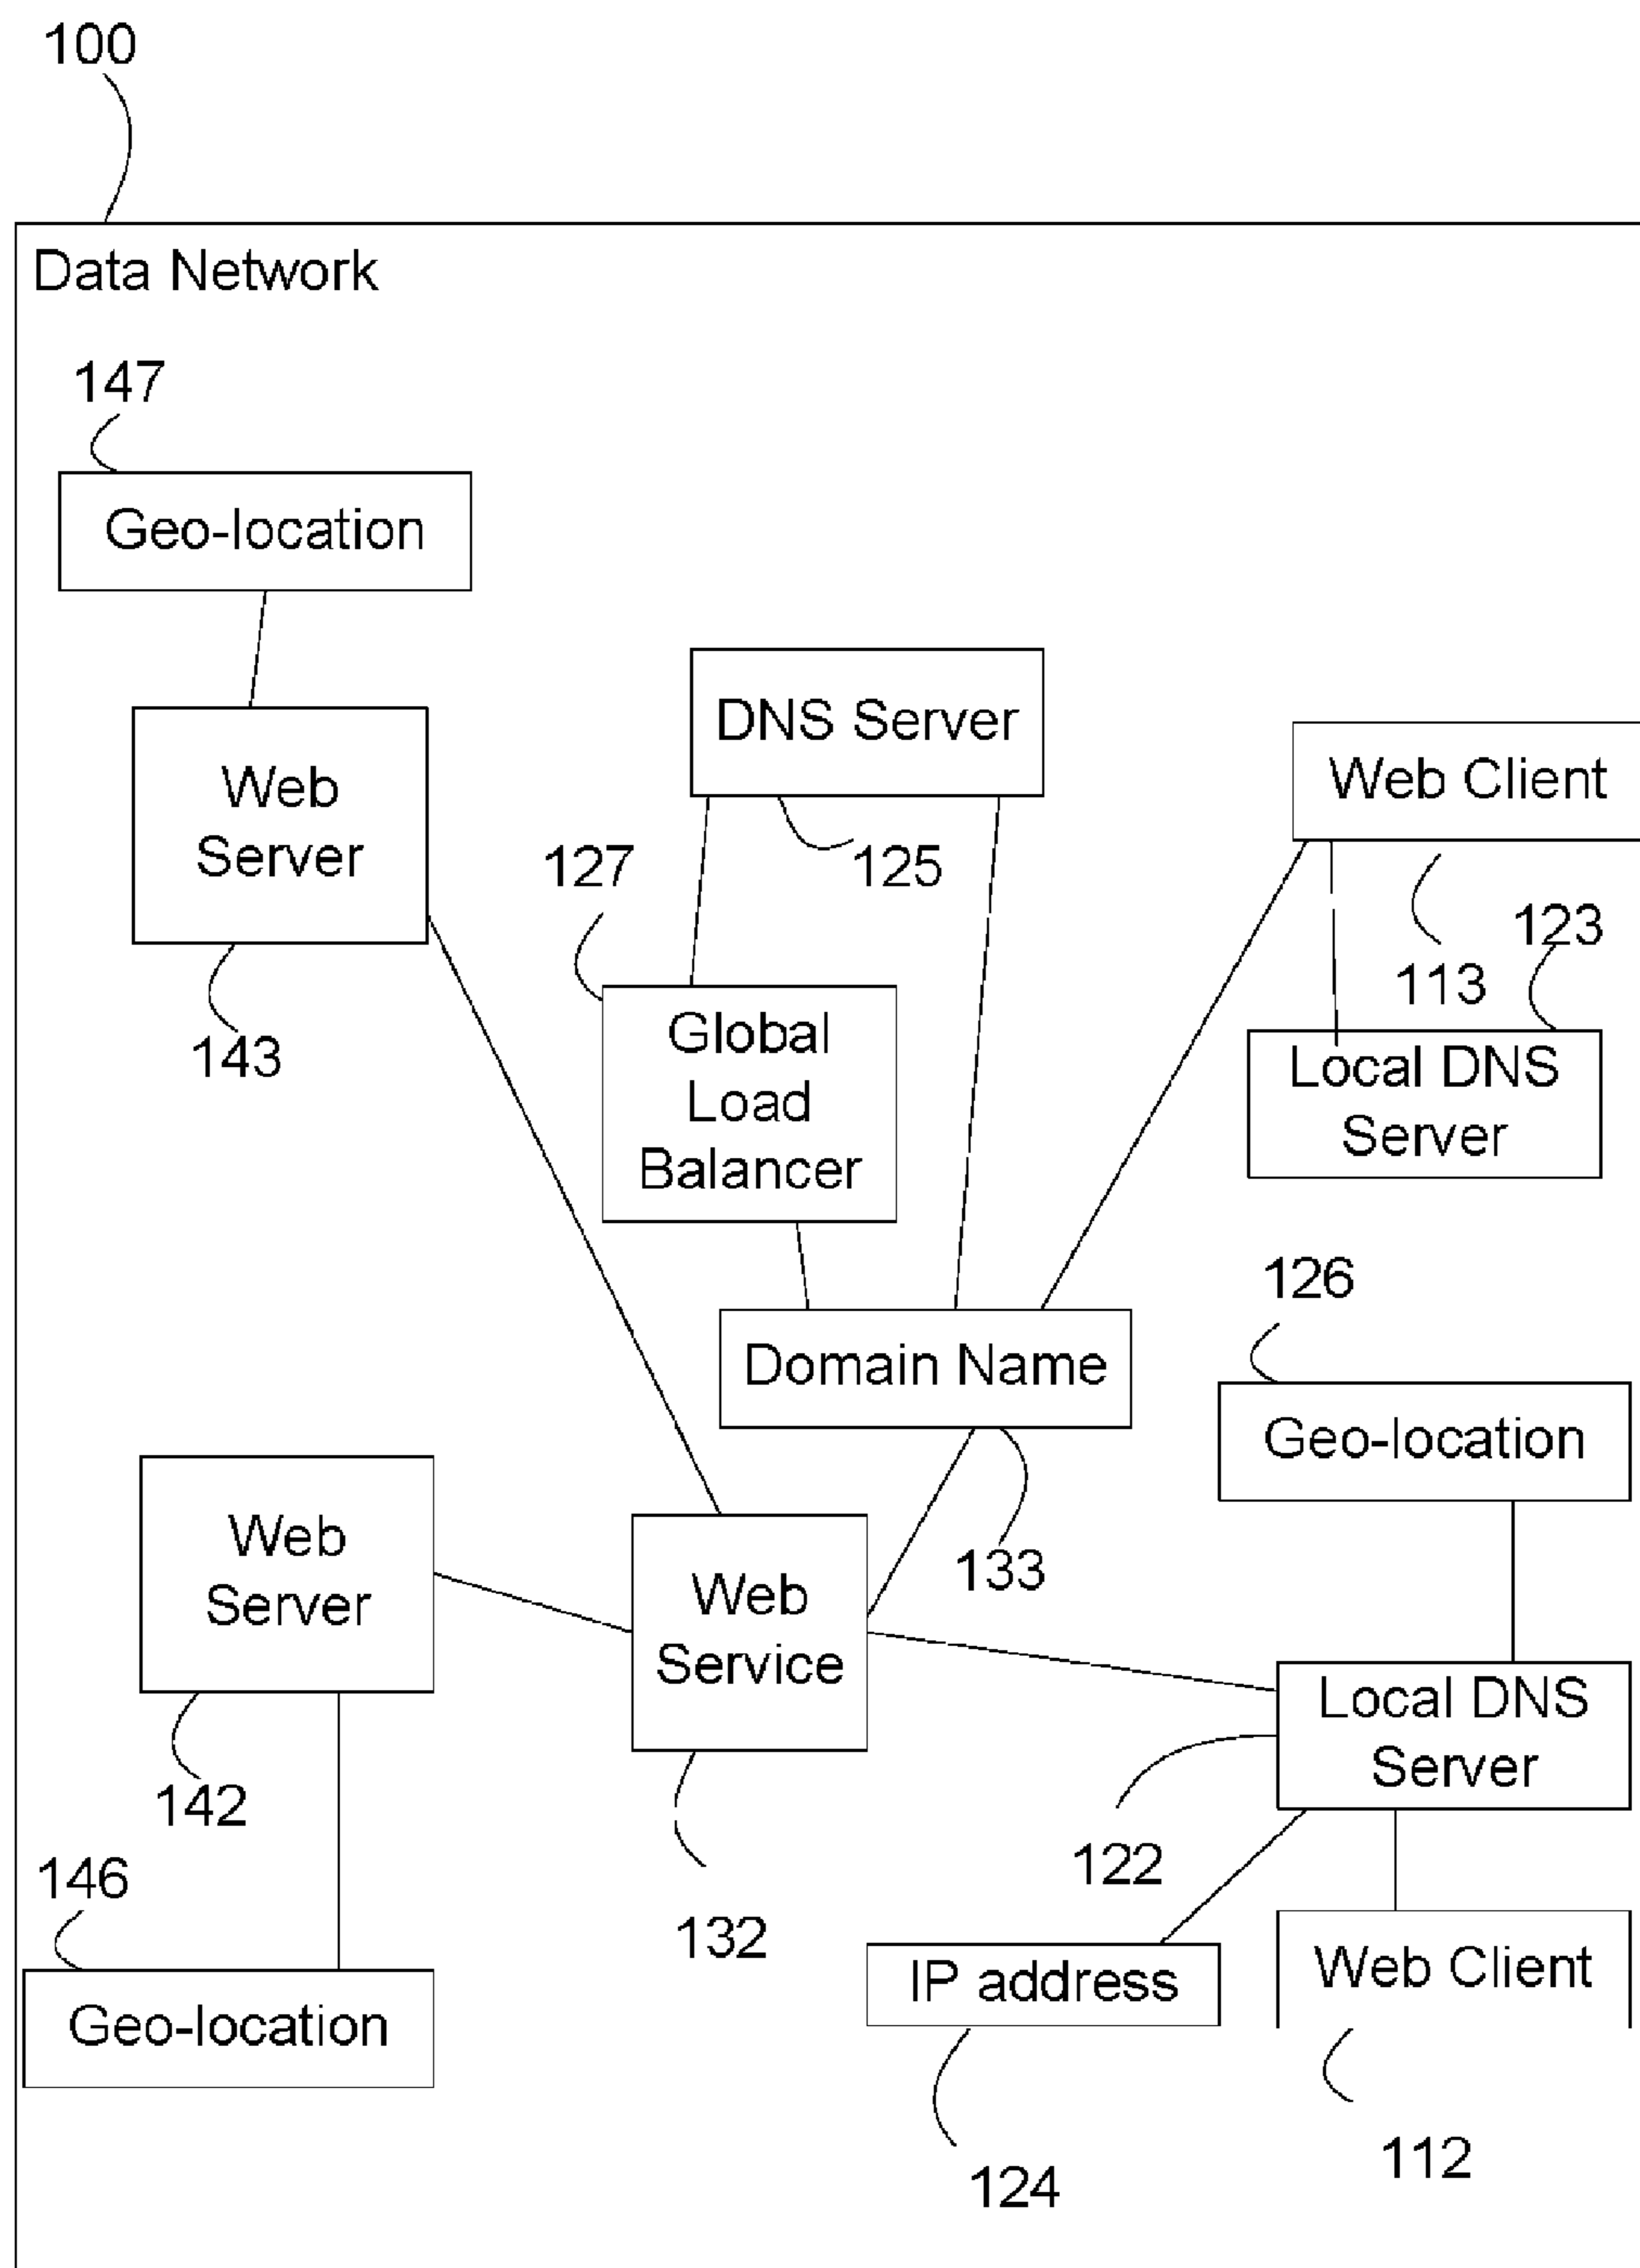 100
Data Network
147
Geo-location
Web
Server
143
DNS Server
125
127
Global
Load
Balancer
Web Client
113
123
Local DNS
Server
126
Geo-location
Domain Name
133
Web
Server
142
146
Geo-location
Web
Service
132
Local DNS
Server
122
IP address
124
Web Client
112